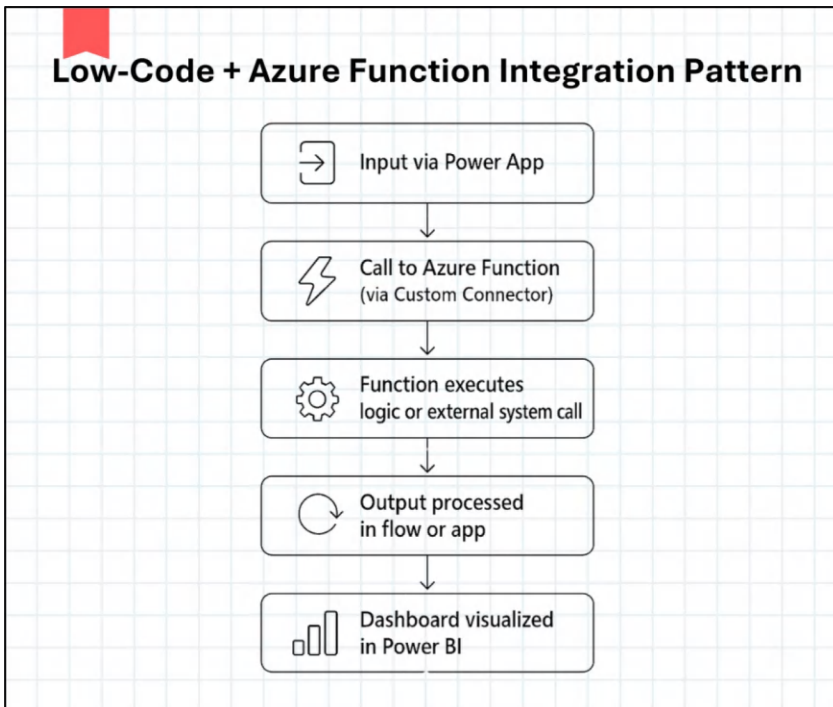 Low-Code + Azure Function Integration Pattern
Input via Power App
Call to Azure Function
(via Custom Connector)
Function executes
logic or external system call
Output processed
in flow or app
Dashboard visualized
in Power BI